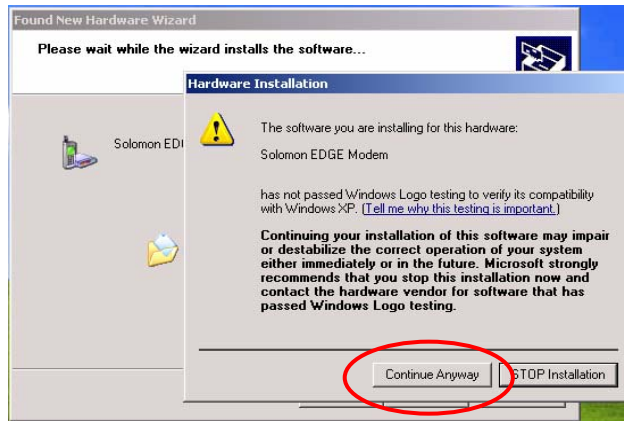 Found New Hardware Wizard
Please wait while the wizard installs the software...
Hardware Installation
Solomon EDI
The software you are installing for this hardware:
Solomon EDGE Modem
has not passed Windows Logo testing to verify its compatibility
with Windows XP. (Tell me why this testing is important.)
Continuing your installation of this software may impair
or destabilize the correct operation of your system
either immediately or in the future. Microsoft strongly
recommends that you stop this installation now and
contact the hardware vendor for software that has
passed Windows Logo testing.
Continue Anyway
STOP Installation